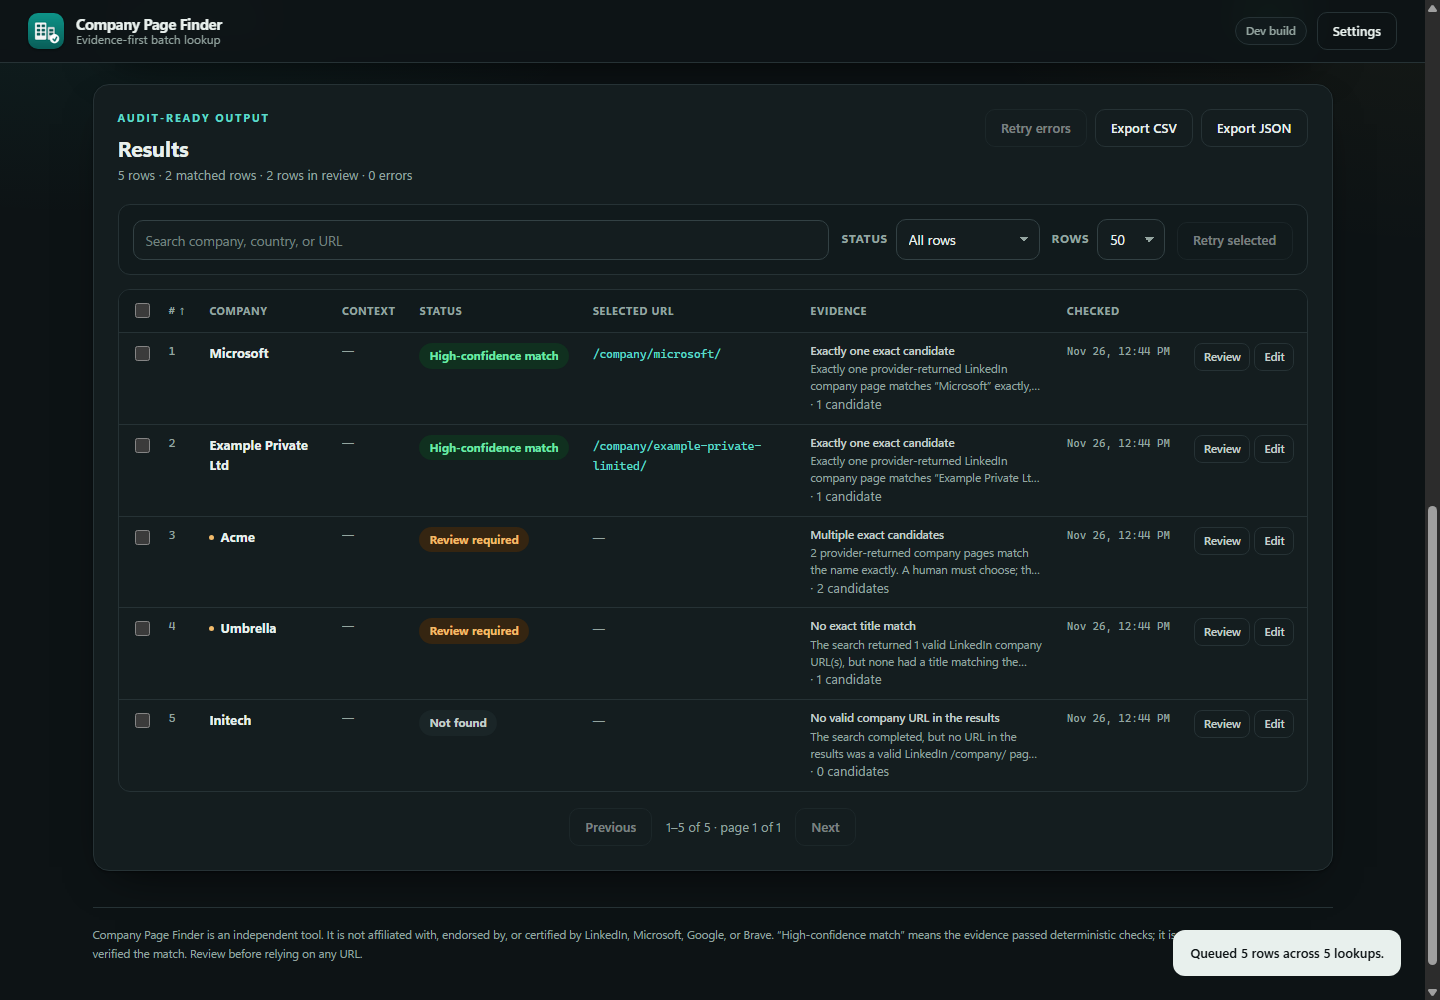 Company Page Finder
Evidence-first batch lookup
Dev build
Settings
AUDIT-READY OUTPUT
Results
5 rows · 2 matched rows · 2 rows in review · 0 errors
Retry errors
Export CSV
Export JSON
Search company, country, or URL
STATUS
All rows
ROWS
50
Retry selected
# ↑ COMPANY CONTEXT STATUS SELECTED URL EVIDENCE CHECKED
1
Microsoft
—
High-confidence match
/company/microsoft/
Exactly one exact candidate
Exactly one provider-returned LinkedIn
company page matches “Microsoft” exactly,...
· 1 candidate
Nov 26, 12:44 PM
Review
Edit
2
Example Private
Ltd
—
High-confidence match
/company/example-private-
limited/
Exactly one exact candidate
Exactly one provider-returned LinkedIn
company page matches “Example Private Lt...
· 1 candidate
Nov 26, 12:44 PM
Review
Edit
3
• Acme
—
Review required
—
Multiple exact candidates
2 provider-returned company pages match
the name exactly. A human must choose; th...
· 2 candidates
Nov 26, 12:44 PM
Review
Edit
4
• Umbrella
—
Review required
—
No exact title match
The search returned 1 valid LinkedIn company
URL(s), but none had a title matching the...
· 1 candidate
Nov 26, 12:44 PM
Review
Edit
5
Initech
—
Not found
—
No valid company URL in the results
The search completed, but no URL in the
results was a valid LinkedIn /company/ pag...
· 0 candidates
Nov 26, 12:44 PM
Review
Edit
Previous
1–5 of 5 · page 1 of 1
Next
Company Page Finder is an independent tool. It is not affiliated with, endorsed by, or certified by LinkedIn, Microsoft, Google, or Brave. “High-confidence match” means the evidence passed deterministic checks; it is
verified the match. Review before relying on any URL.
Queued 5 rows across 5 lookups.